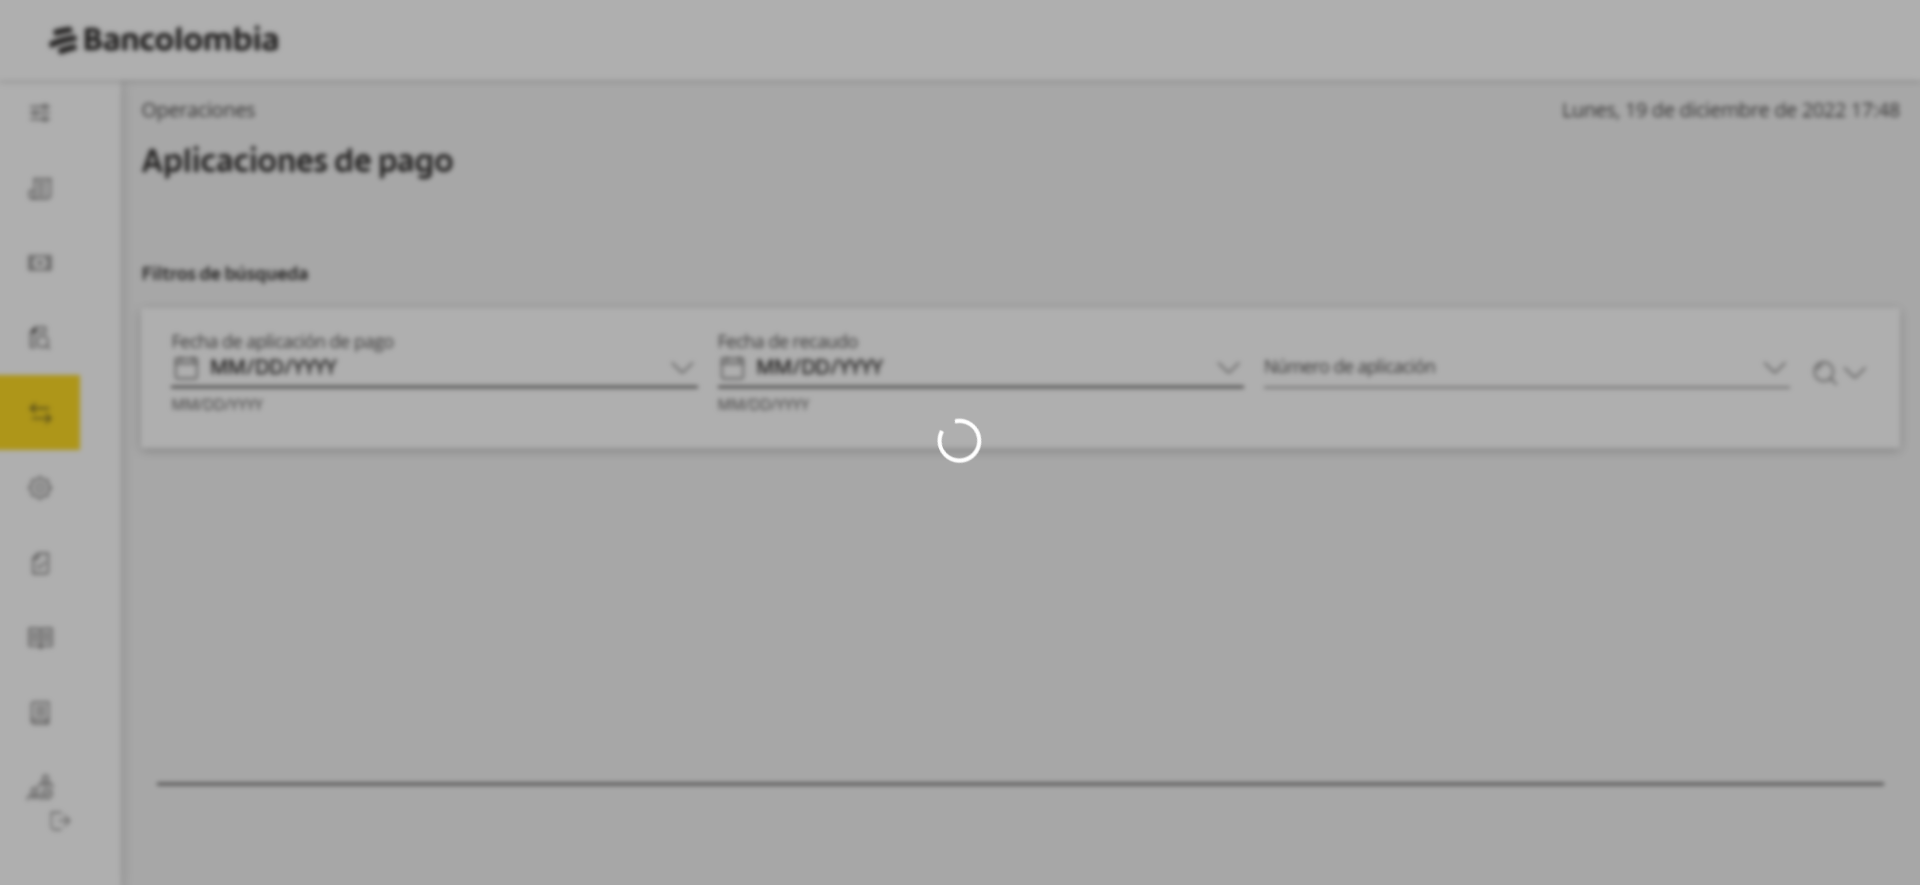 Bancolombia
Operaciones
Lunes, 19 de diciembre de 2022 17:48
Aplicaciones de pago
Filtros de búsqueda
Fecha de aplicación de pago
MM/DD/YYYY
MM/DD/YYYY
Fecha de recaudo
MM/DD/YYYY
MM/DD/YYYY
Número de aplicación